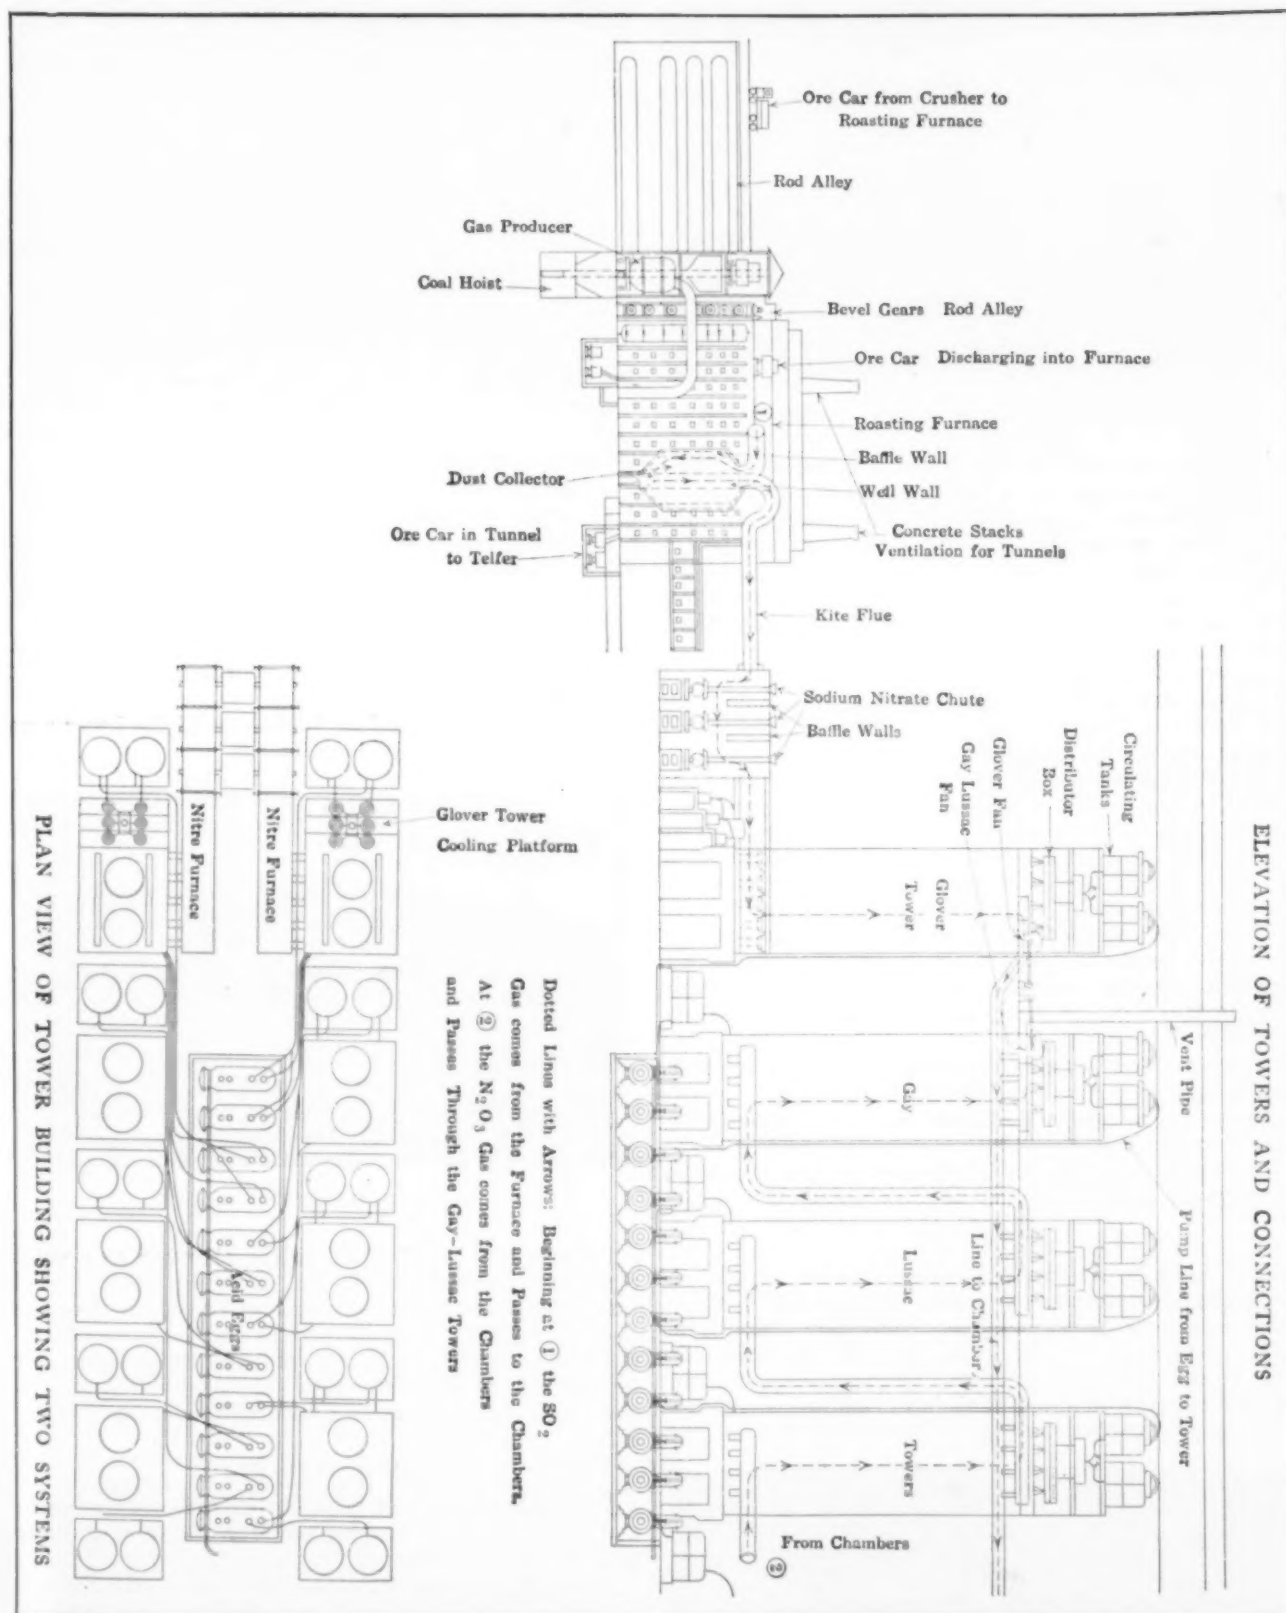 Ore Car from Crusher to
Roasting Furnace
Rod Alley
Gas Producer
Coal Hoist
Bevel Gears Rod Alley
Ore Car Discharging into Furnace
Roasting Furnace
Baffle Wall
Dust Collector
Well Wall
Ore Car in Tunnel
to Telfer
Concrete Stacks
Ventilation for Tunnels
Kite Flue
Sodium Nitrate Chute
Baffle Walls
Circulating
Tanks
Distributor
Box
Glover Fan
Gay Lussac
Fan
Glover Tower
Cooling Platform
Nitre Furnace
Nitre Furnace
Glover
Tower
Vent Pipe
Gay
Lussac
Towers
Line to Chambers
Pump Line from Egg to Tower
Acid Eggs
From Chambers
2
1
Dotted Lines with Arrows: Beginning at 1 the SO2
Gas comes from the Furnace and Passes to the Chambers.
At 2 the N2O3 Gas comes from the Chambers
and Passes Through the Gay-Lussac Towers
ELEVATION OF TOWERS AND CONNECTIONS
PLAN VIEW OF TOWER BUILDING SHOWING TWO SYSTEMS